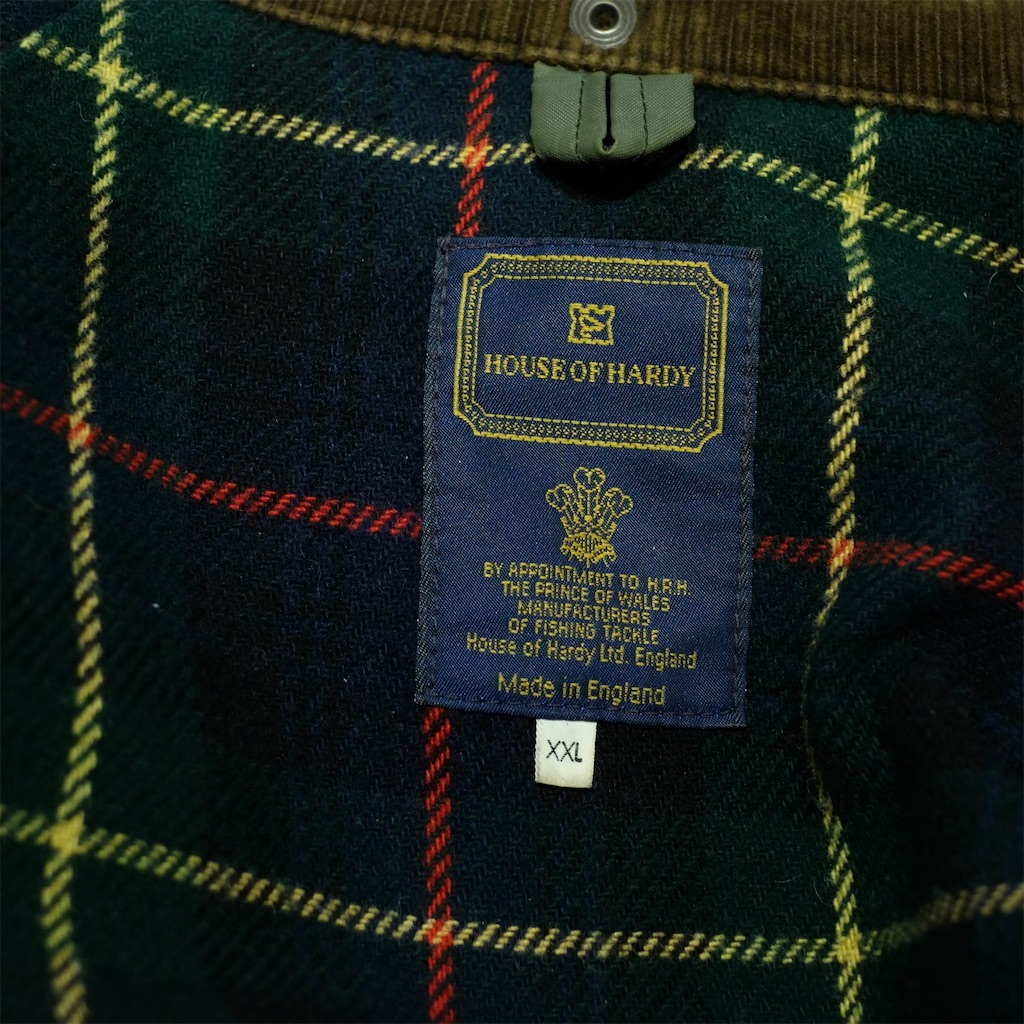 HOUSE OF HARDY
BY APPOINTMENT TO H.R.H.
THE PRINCE OF WALES
MANUFACTURERS
OF FISHING TACKLE
House of Hardy Ltd. England
Made in England
XXL